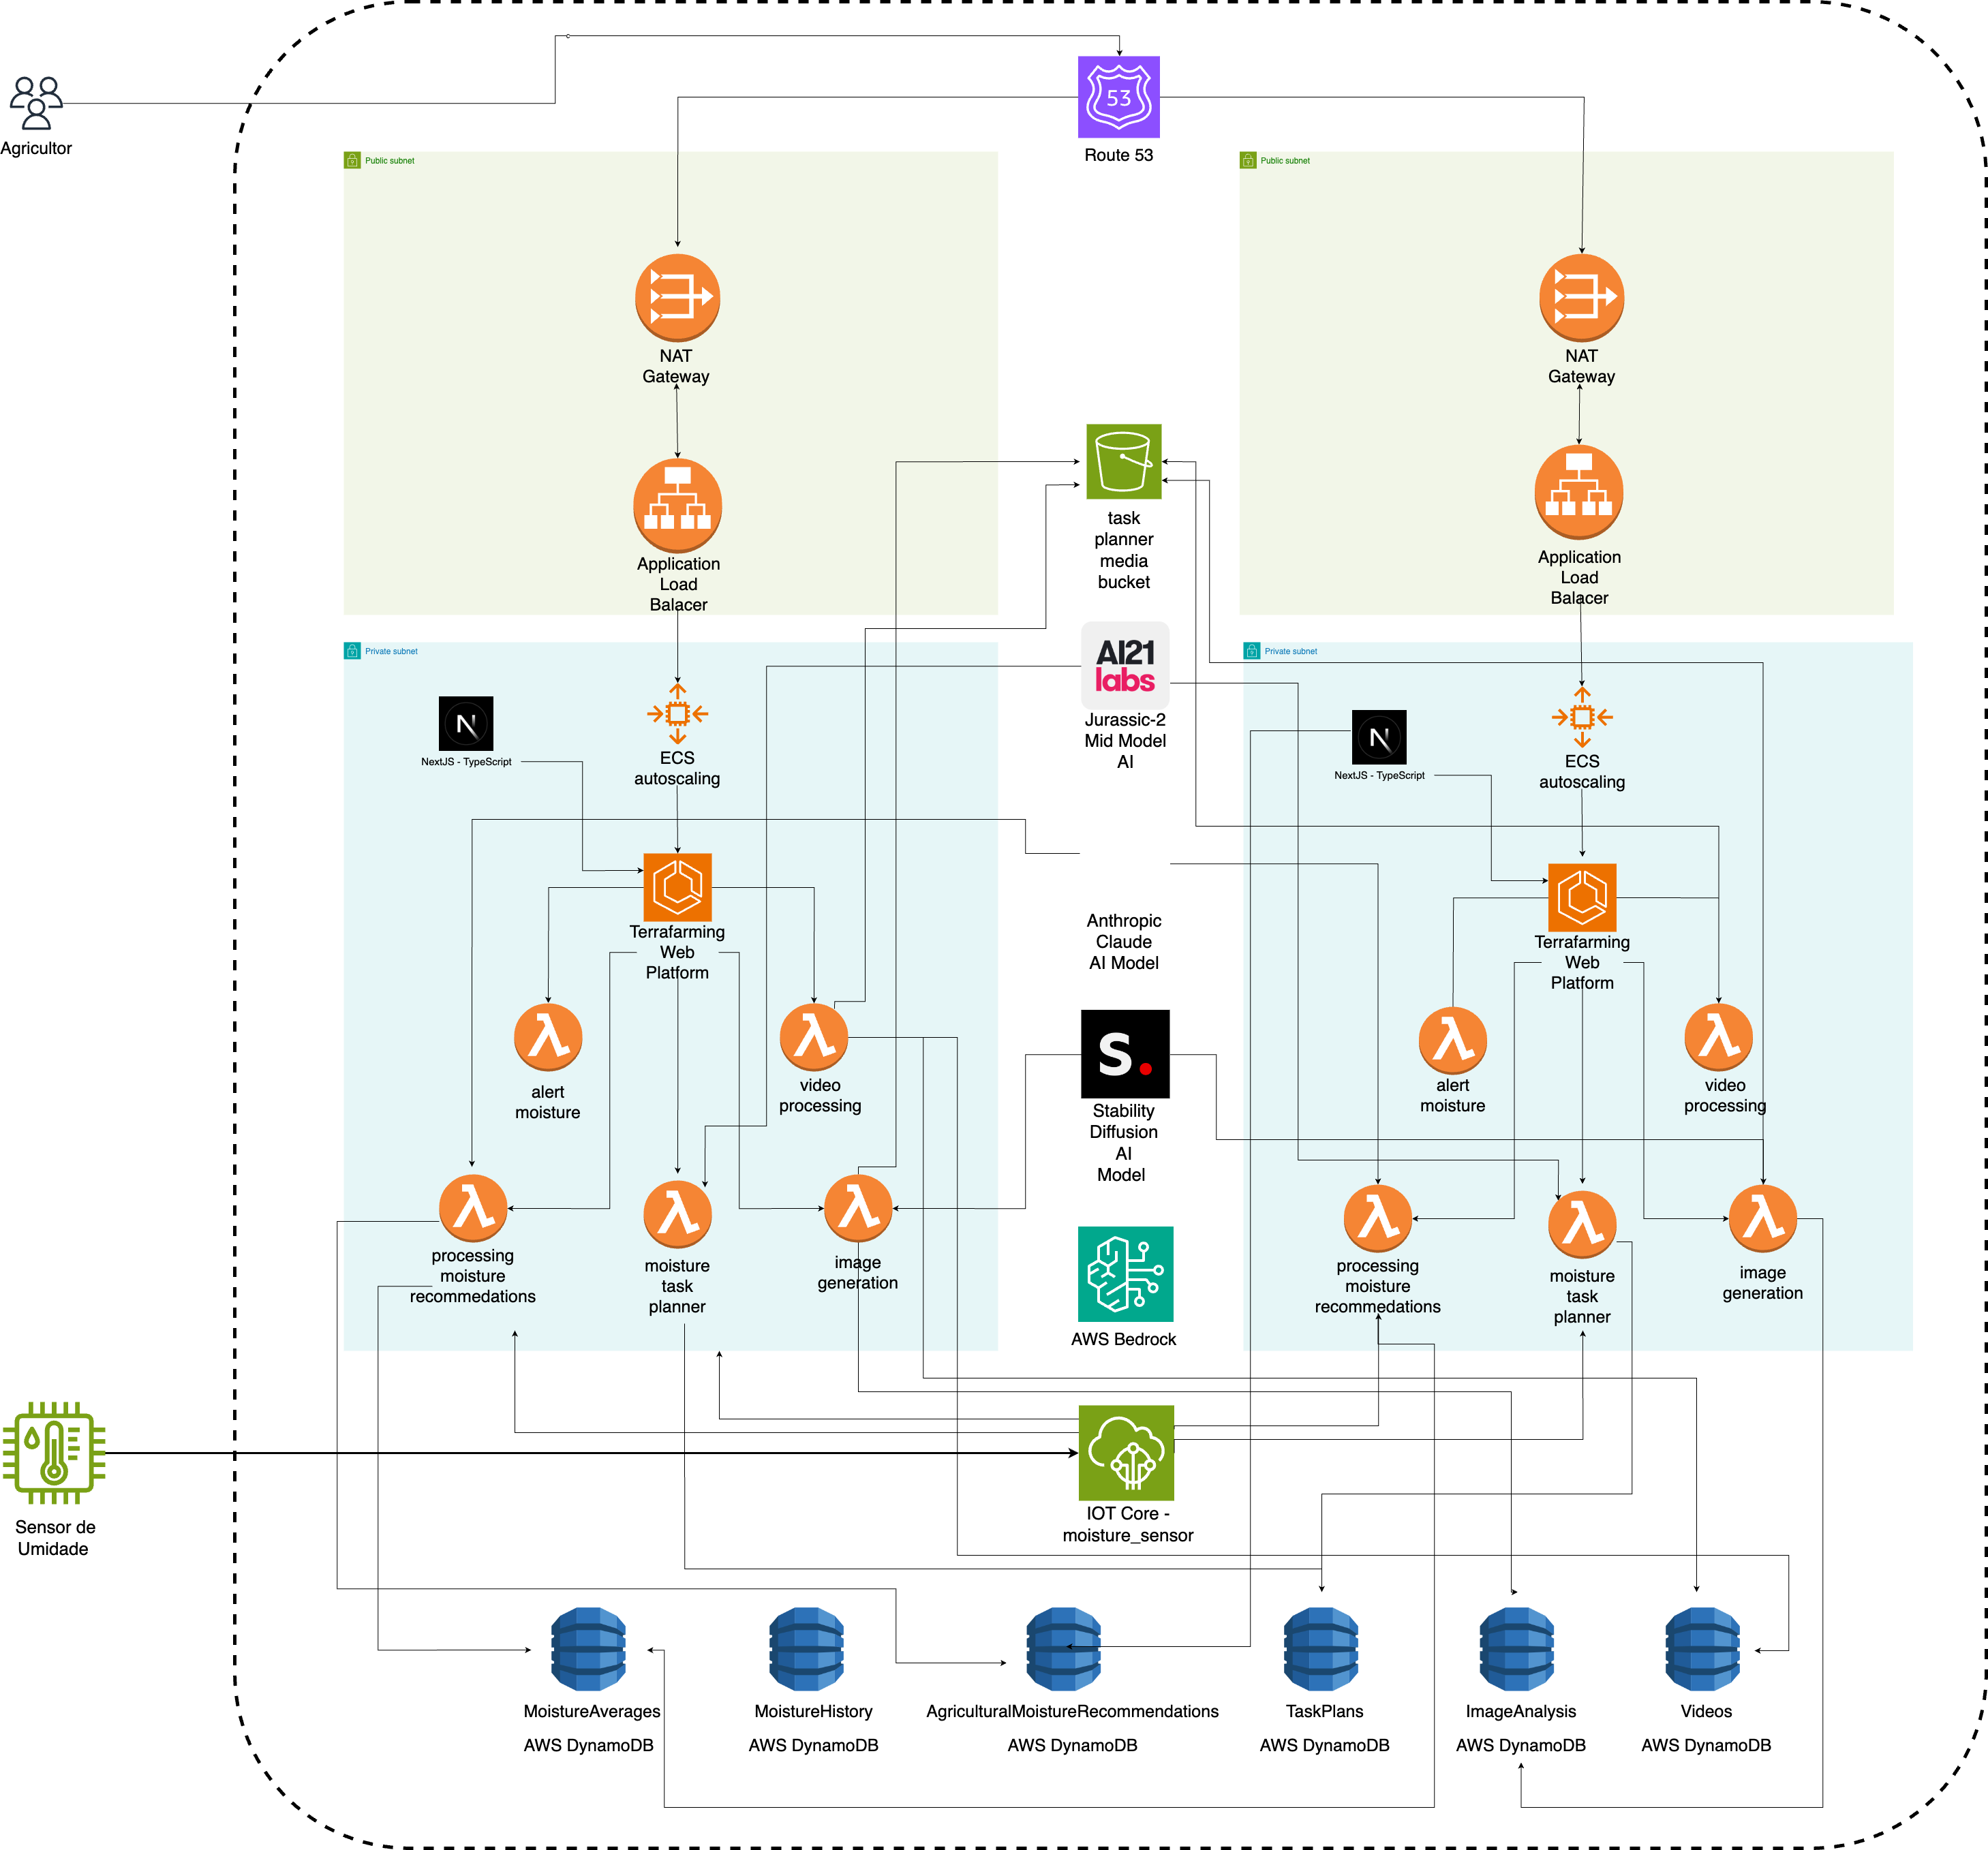 53
Agricultor
Route 53
Public subnet
Public subnet
NAT
Gateway
NAT
Gateway
task
planner
media
bucket
Application
Load
Balacer
Application
Load
Balacer
Private subnet
Private subnet
AI21
labs
Jurassic-2
Mid Model
AI
N
NextJS - TypeScript
ECS
autoscaling
N
NextJS - TypeScript
ECS
autoscaling
Terrafarming
Web
Platform
Anthropic
Claude
AI Model
Terrafarming
Web
Platform
alert
moisture
video
processing
S.
Stability
Diffusion
AI
Model
alert
moisture
video
processing
processing
moisture
recommedations
moisture
task
planner
image
generation
AWS Bedrock
processing
moisture
recommedations
moisture
task
planner
image
generation
Sensor de
Umidade
IOT Core -
moisture_sensor
MoistureAverages
AWS DynamoDB
MoistureHistory
AWS DynamoDB
AgriculturalMoistureRecommendations
AWS DynamoDB
TaskPlans
AWS DynamoDB
ImageAnalysis
AWS DynamoDB
Videos
AWS DynamoDB